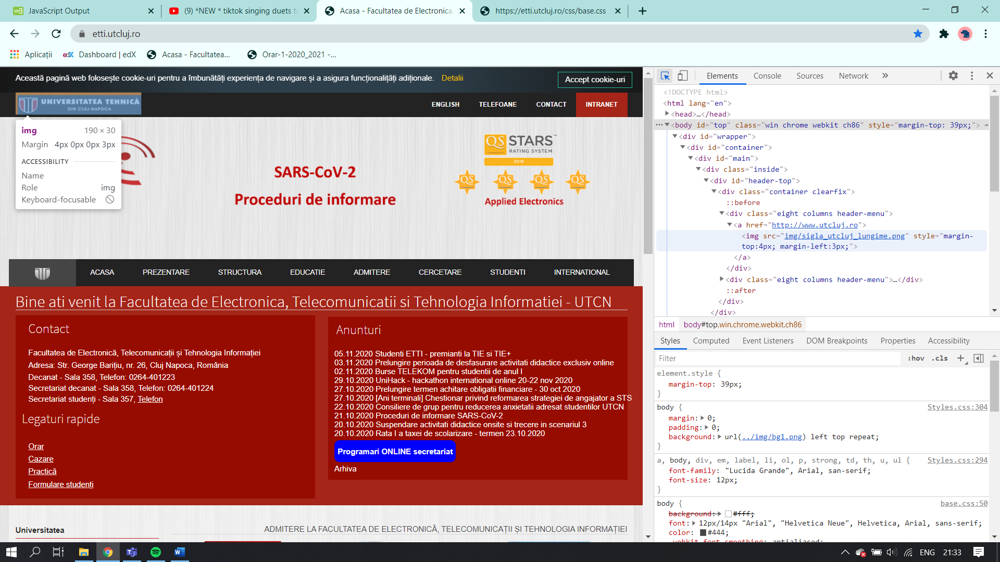 JavaScript Output
(9) *NEW * tiktok singing duets to
Acasa - Facultatea de Electronica,
https://etti.utcluj.ro/css/base.css
etti.utcluj.ro
Aplicații
edX Dashboard | edX
Acasa - Facultatea...
Orar-1-2020_2021 -...
Această pagină web folosește cookie-uri pentru a îmbunătăți experiența de navigare și a asigura funcționalități adiționale. Detalii
Accept cookie-uri
UNIVERSITATEA TEHNICĂ
DIN CLUJ-NAPOCA
ENGLISH TELEFOANE CONTACT INTRANET
img 190 × 30
Margin 4px 0px 0px 3px
ACCESSIBILITY
Name
Role img
Keyboard-focusable
SARS-CoV-2
Proceduri de informare
QS STARS™
RATING SYSTEM
2019
QS QS QS QS
Applied Electronics
ACASA PREZENTARE STRUCTURA EDUCATIE ADMITERE CERCETARE STUDENTI INTERNATIONAL
Bine ati venit la Facultatea de Electronica, Telecomunicatii si Tehnologia Informatiei - UTCN
Contact
Facultatea de Electronică, Telecomunicații și Tehnologia Informației
Adresa: Str. George Barițiu, nr. 26, Cluj Napoca, România
Decanat - Sala 358, Telefon: 0264-401223
Secretariat decanat - Sala 358, Telefon: 0264-401224
Secretariat studenți - Sala 357, Telefon
Legaturi rapide
Orar
Cazare
Practică
Formulare studenți
Anunturi
05.11.2020 Studenti ETTI - premianti la TIE si TIE+
03.11.2020 Prelungire perioada de desfasurare activitati didactice exclusiv online
02.11.2020 Burse TELEKOM pentru studentii de anul I
29.10.2020 UniHack - hackathon international online 20-22 nov 2020
27.10.2020 Prelungire termen achitare obligatii financiare - 30 oct 2020
27.10.2020 [Ani terminali] Chestionar privind reformarea strategiei de angajator a STS
22.10.2020 Consiliere de grup pentru reducerea anxietatii adresat studentilor UTCN
21.10.2020 Proceduri de informare SARS-CoV-2
20.10.2020 Suspendare activitati didactice onsite si trecere in scenariul 3
20.10.2020 Rata I a taxei de scolarizare - termen 23.10.2020
Programari ONLINE secretariat
Arhiva
Universitatea
ADMITERE LA FACULTATEA DE ELECTRONICĂ, TELECOMUNICAȚII ȘI TEHNOLOGIA INFORMAȚIEI
Elements Console Sources Network »
<!DOCTYPE html>
<html lang="en">
<head>…</head>
<body id="top" class="win chrome webkit ch86" style="margin-top: 39px;"> =
<div id="wrapper">
<div id="container">
<div id="main">
<div class="inside">
<div id="header-top">
<div class="container clearfix">
::before
<div class="eight columns header-menu">
<a href="http://www.utcluj.ro">
<img src="img/sigla_utcluj_lungime.png" style="margin-
top:4px; margin-left:3px;">
</a>
</div>
<div class="eight columns header-menu">…</div>
::after
</div>
</div>
html body#top.win.chrome.webkit.ch86
Styles Computed Event Listeners DOM Breakpoints Properties Accessibility
Filter :hov .cls +
element.style {
margin-top: 39px;
}
body { Styles.css:304
margin: 0;
padding: 0;
background: url(../img/bg1.png) left top repeat;
}
a, body, div, em, label, li, ol, p, strong, td, th, u, ul { Styles.css:294
font-family: "Lucida Grande", Arial, san-serif;
font-size: 12px;
}
body { base.css:50
background: #fff;
font: 12px/14px "Arial", "Helvetica Neue", Helvetica, Arial, sans-serif;
color: #444;
-webkit-font-smoothing: antialiased;
ENG 21:33